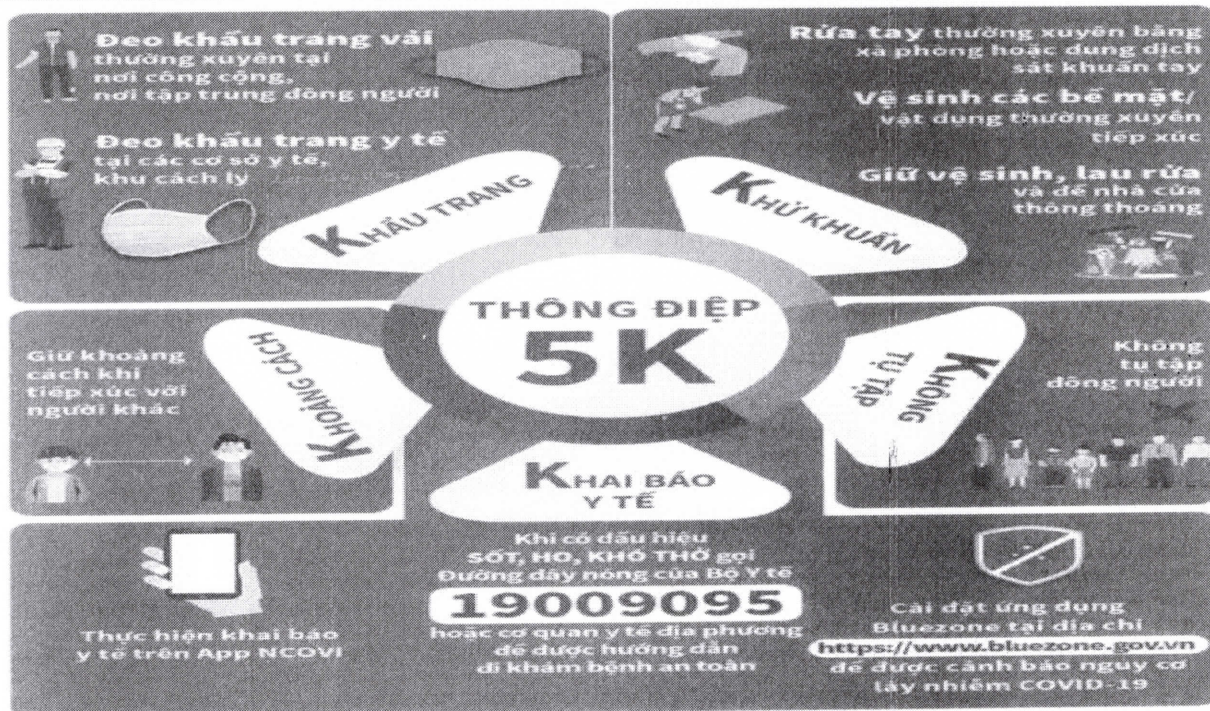 Đeo khẩu trang vải
thường xuyên tại
nơi công cộng,
nơi tập trung đông người
Đeo khẩu trang y tế
tại các cơ sở y tế,
khu cách ly
KHẨU TRANG
Rửa tay thường xuyên bằng
xà phòng hoặc dung dịch
sát khuẩn tay
Vệ sinh các bề mặt/
vật dụng thường xuyên
tiếp xúc
Giữ vệ sinh, lau rửa
và để nhà cửa
thông thoáng
KHỬ KHUẨN
THÔNG ĐIỆP
5K
Giữ khoảng
cách khi
tiếp xúc với
người khác
KHOẢNG CÁCH
KHÔNG
TỤ TẬP
Không
tụ tập
đông người
KHAI BÁO
Y TẾ
Thực hiện khai báo
y tế trên App NCOVI
Khi có dấu hiệu
SỐT, HO, KHÓ THỞ gọi
Đường dây nóng của Bộ Y tế
19009095
hoặc cơ quan y tế địa phương
để được hướng dẫn
đi khám bệnh an toàn
Cài đặt ứng dụng
Bluezone tại địa chỉ
https://www.bluezone.gov.vn
để được cảnh báo nguy cơ
lây nhiễm COVID-19